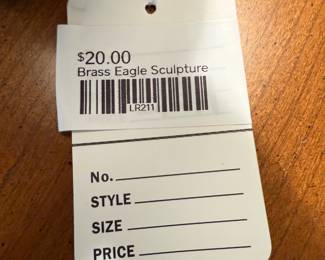 $20.00
Brass Eagle Sculpture
LR211
No.
STYLE
SIZE
PRICE